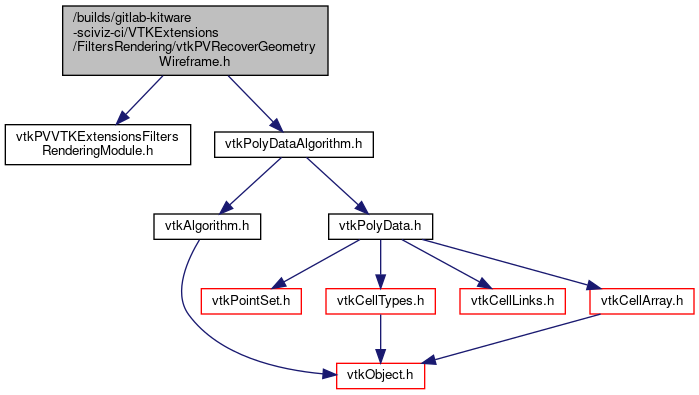 /builds/gitlab-kitware
-sciviz-ci/VTKExtensions
/FiltersRendering/vtkPVRecoverGeometry
Wireframe.h
vtkPVVTKExtensionsFilters
RenderingModule.h
vtkPolyDataAlgorithm.h
vtkAlgorithm.h
vtkPolyData.h
vtkPointSet.h
vtkCellTypes.h
vtkCellLinks.h
vtkCellArray.h
vtkObject.h